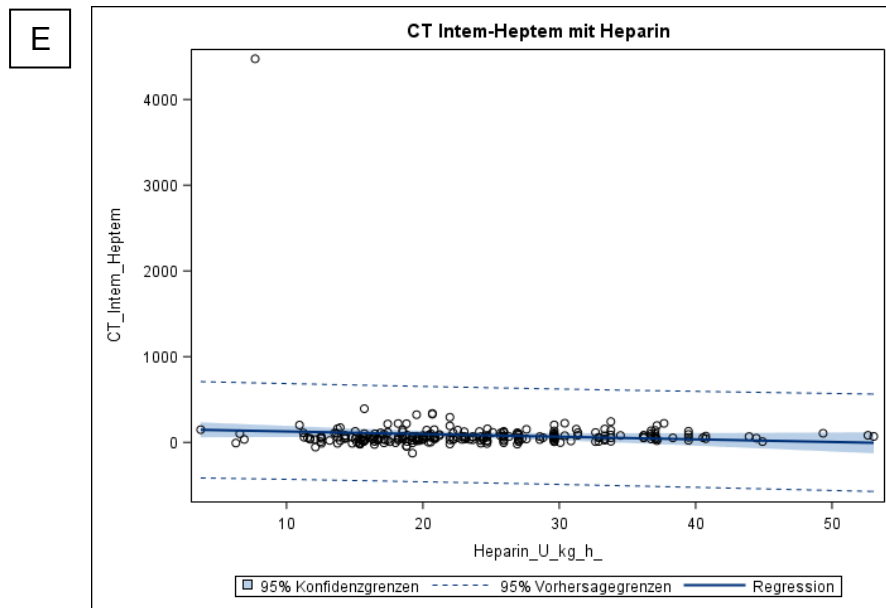 E
CT Intem-Heptem mit Heparin
CT_Intem_Heptem
4000
3000
2000
1000
0
10 20 30 40 50
Heparin_U_kg_h_
95% Konfidenzgrenzen 95% Vorhersagegrenzen Regression